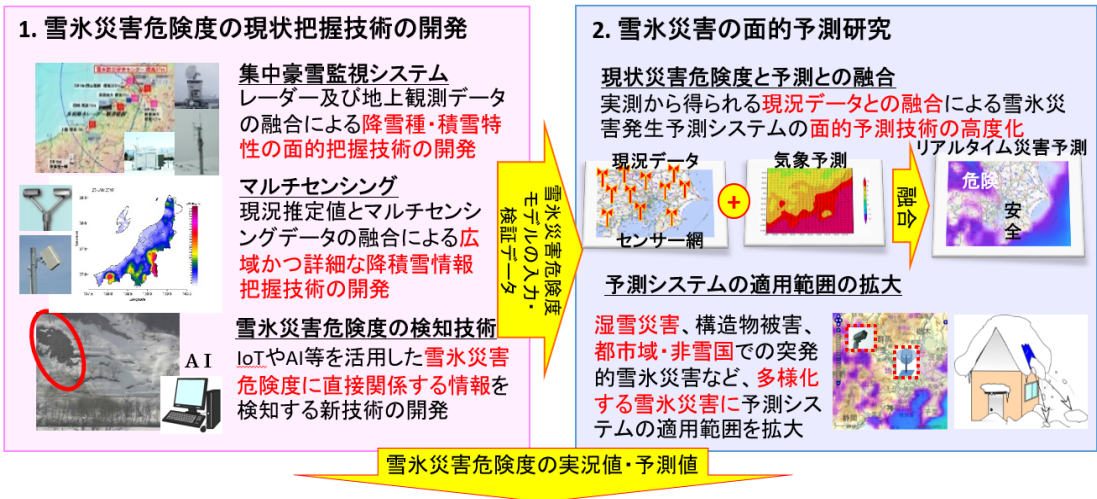 1. 雪氷災害危険度の現状把握技術の開発
集中豪雪監視システム
レーダー及び地上観測データ
の融合による降雪種・積雪特
性の面的把握技術の開発
マルチセンシング
現況推定値とマルチセンシ
ングデータの融合による広
域かつ詳細な降積雪情報
把握技術の開発
雪氷災害危険度の検知技術
AI
IoTやAI等を活用した雪氷災害
危険度に直接関係する情報を
検知する新技術の開発
雪氷災害危険度
モデルの入力・
検証データ
2. 雪氷災害の面的予測研究
現状災害危険度と予測との融合
実測から得られる現況データとの融合による雪氷災
害発生予測システムの面的予測技術の高度化
現況データ
センサー網
+
気象予測
融合
リアルタイム災害予測
危険
安全
予測システムの適用範囲の拡大
湿雪災害、構造物被害、
都市域・非雪国での突発
的雪氷災害など、多様化
する雪氷災害に予測シス
テムの適用範囲を拡大
雪氷災害危険度の実況値・予測値